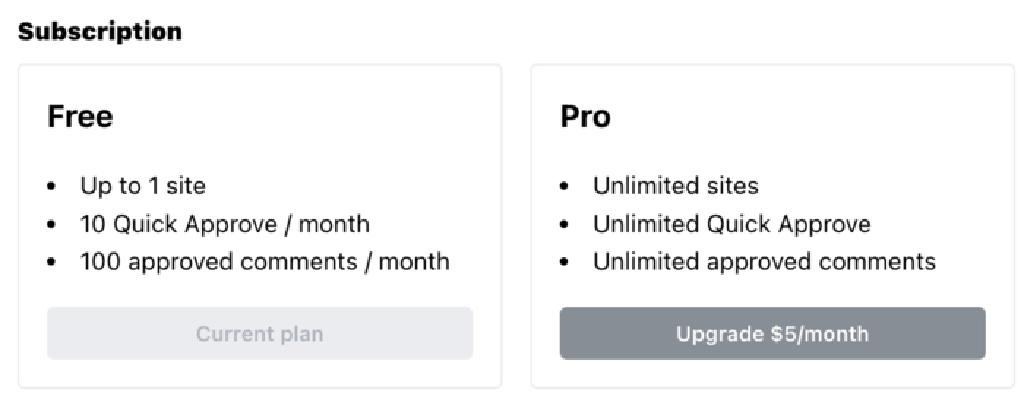 Subscription
Free
• Up to 1 site
• 10 Quick Approve / month
• 100 approved comments / month
Current plan
Pro
• Unlimited sites
• Unlimited Quick Approve
• Unlimited approved comments
Upgrade $5/month